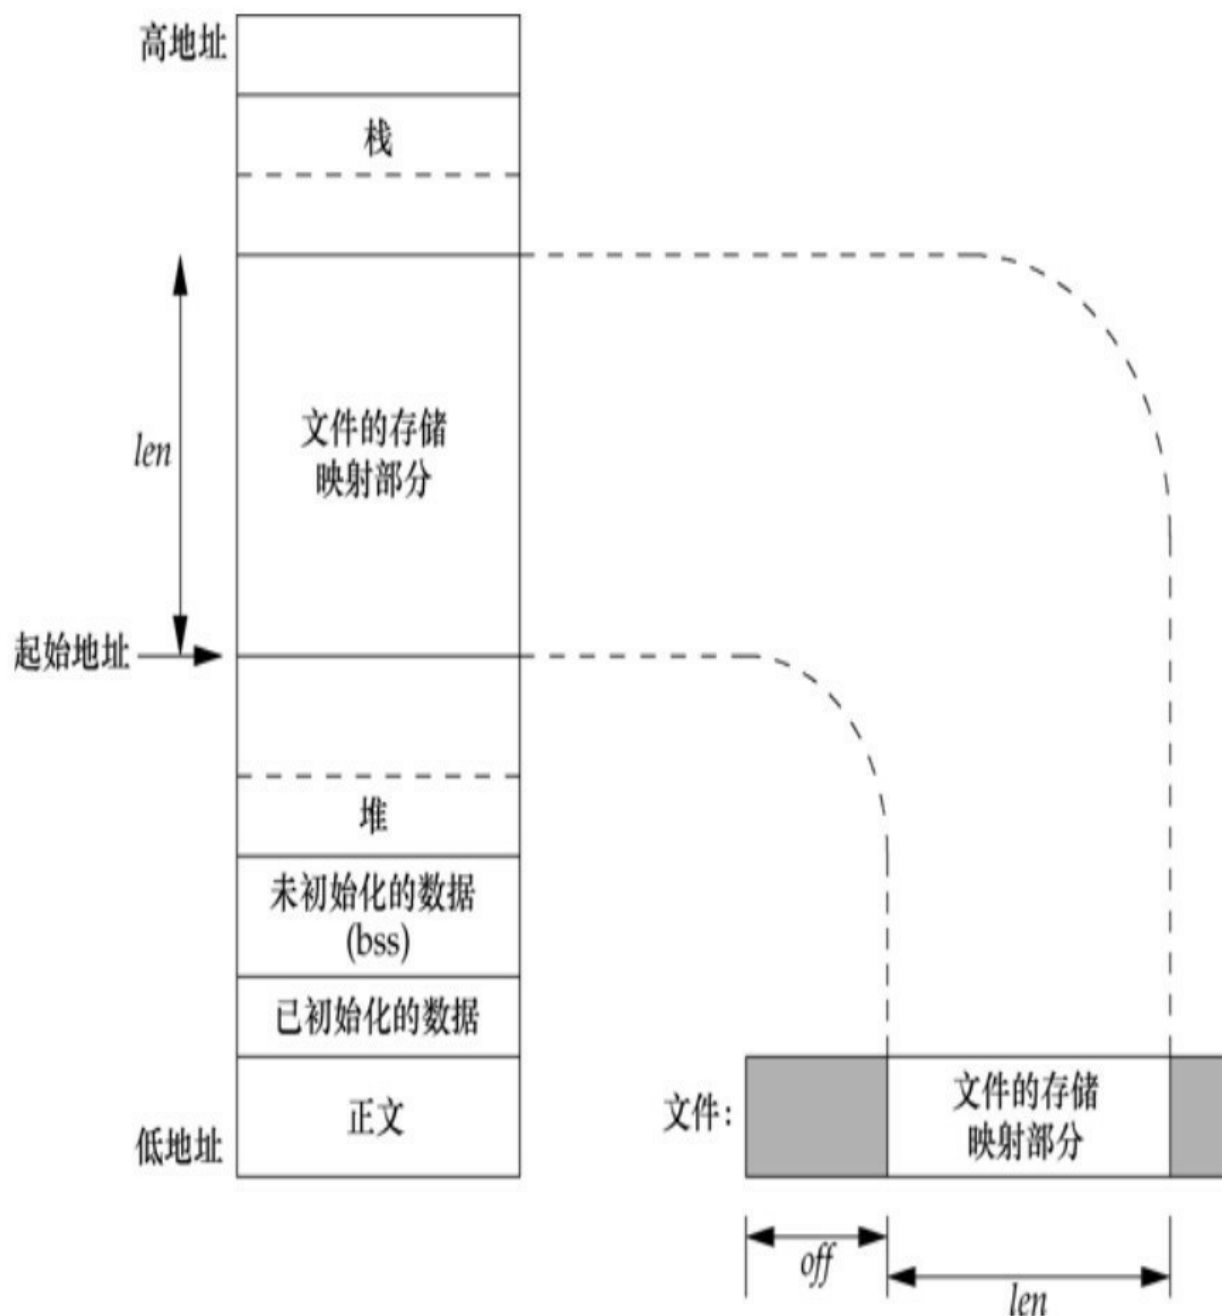 高地址
栈
文件的存储
映射部分
len
起始地址
堆
未初始化的数据
(bss)
已初始化的数据
正文
低地址
文件：
文件的存储
映射部分
off
len